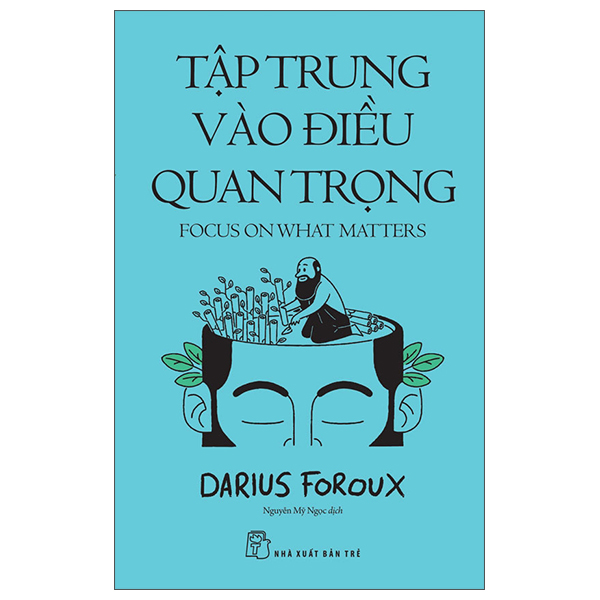 TẬP TRUNG
VÀO ĐIỀU
QUAN TRỌNG
FOCUS ON WHAT MATTERS
DARIUS FOROUX
Nguyễn Mỹ Ngọc dịch
NHÀ XUẤT BẢN TRẺ